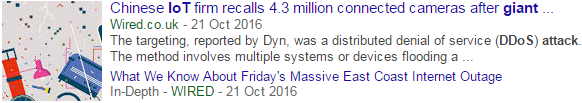 Chinese IoT firm recalls 4.3 million connected cameras after giant ...
Wired.co.uk - 21 Oct 2016
The targeting, reported by Dyn, was a distributed denial of service (DDoS) attack.
The method involves multiple systems or devices flooding a ...
What We Know About Friday's Massive East Coast Internet Outage
In-Depth - WIRED - 21 Oct 2016